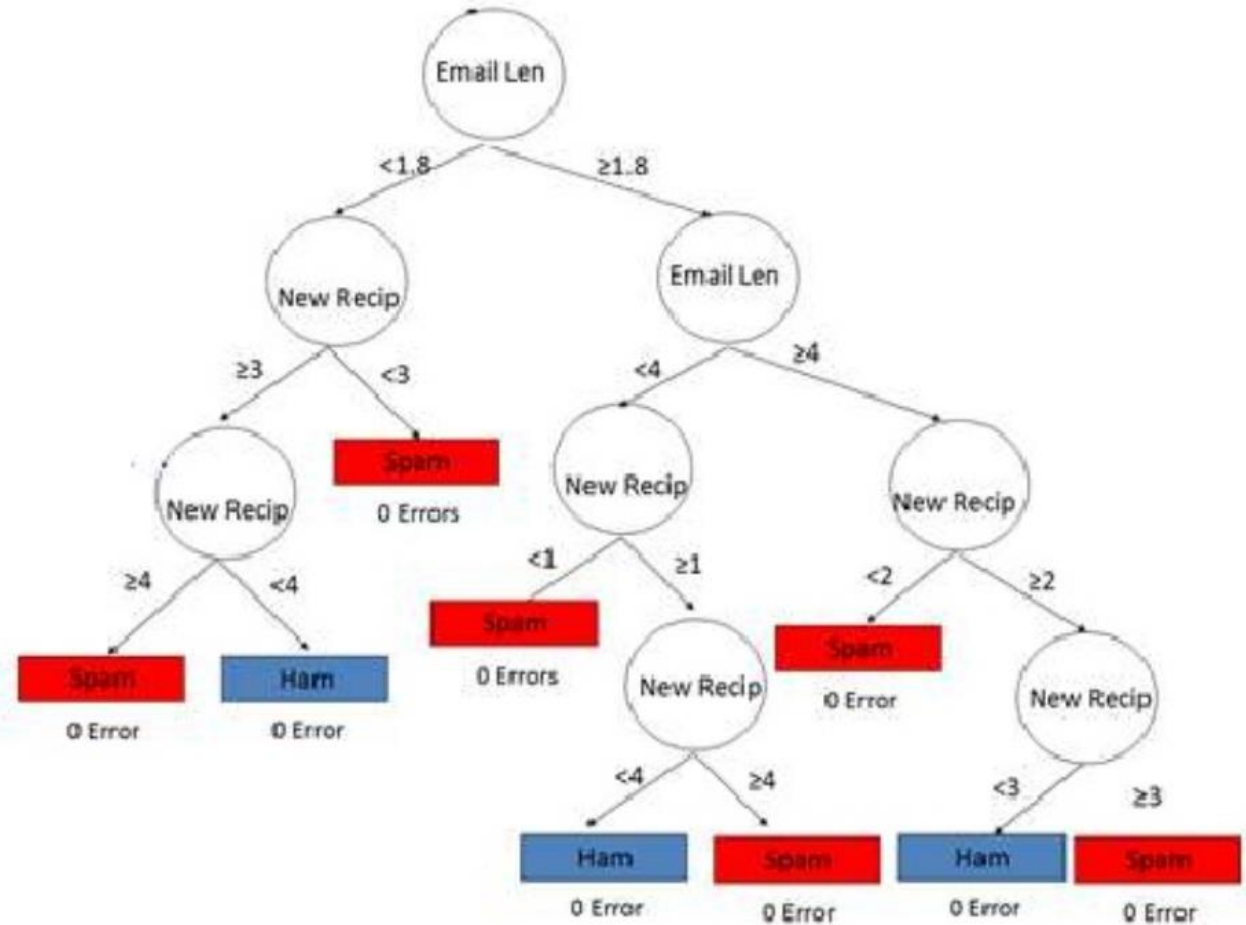 Email Len
<1.8
≥1.8
New Recip
Email Len
≥3
<3
<4
≥4
New Recip
Spam
0 Errors
New Recip
New Recip
≥4
<4
<1
≥1
<2
≥2
Spam
0 Error
Ham
0 Error
Spam
0 Errors
New Recip
Spam
0 Error
New Recip
<4
≥4
<3
≥3
Ham
0 Error
Spam
0 Error
Ham
0 Error
Spam
0 Error